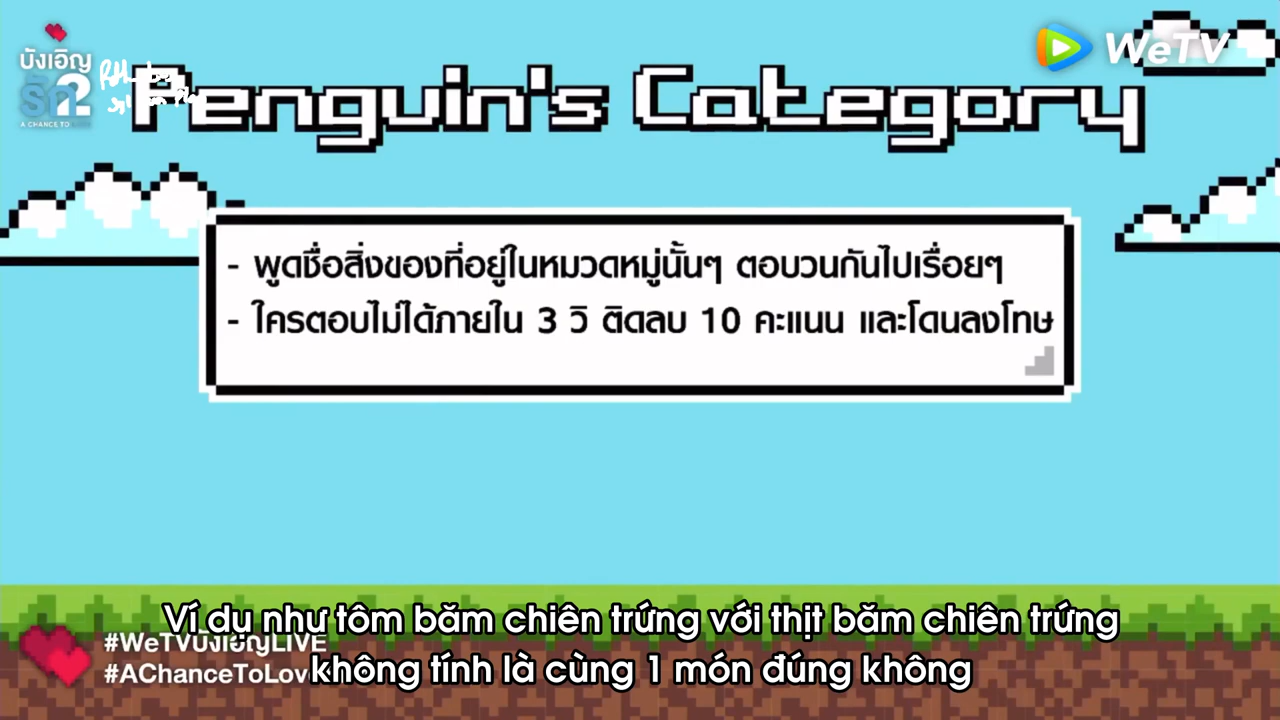 บังเอิญ
รัก2
A CHANCE TO
WeTV
Penguin's Category
- พูดชื่อสิ่งของที่อยู่ในหมวดหมู่นั้นๆ ตอบวนกันไปเรื่อยๆ
- ใครตอบไม่ได้ภายใน 3 วิ ติดลบ 10 คะแนน และโดนลงโทษ
Ví dụ như tôm băm chiên trứng với thịt băm chiên trứng
không tính là cùng 1 món đúng không
#WeTVบังเอิญLIVE
#AChanceToLov